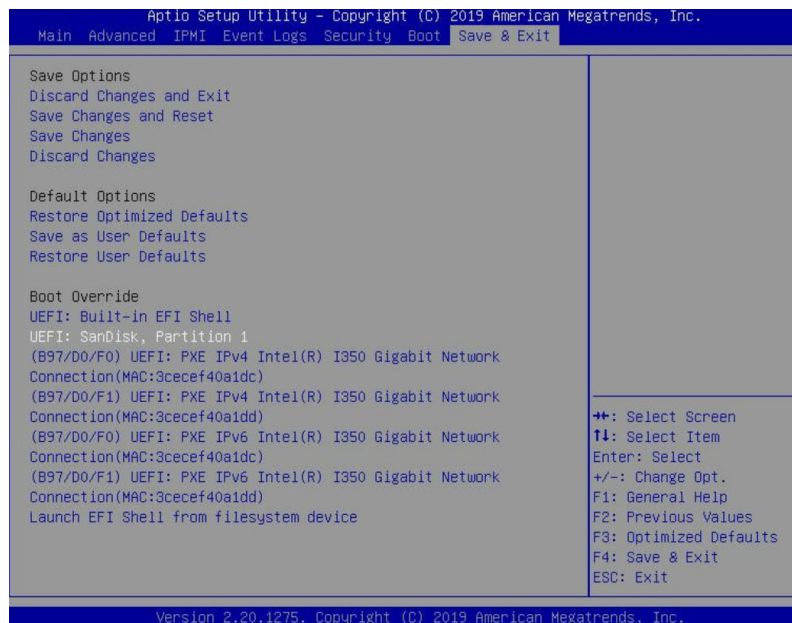 Aptio Setup Utility – Copyright (C) 2019 American Megatrends, Inc.
Main Advanced IPMI Event Logs Security Boot Save & Exit
Save Options
Discard Changes and Exit
Save Changes and Reset
Save Changes
Discard Changes
Default Options
Restore Optimized Defaults
Save as User Defaults
Restore User Defaults
Boot Override
UEFI: Built-in EFI Shell
UEFI: SanDisk, Partition 1
(B97/D0/F0) UEFI: PXE IPv4 Intel(R) I350 Gigabit Network
Connection(MAC:3cecef40a1dc)
(B97/D0/F1) UEFI: PXE IPv4 Intel(R) I350 Gigabit Network
Connection(MAC:3cecef40a1dd)
(B97/D0/F0) UEFI: PXE IPv6 Intel(R) I350 Gigabit Network
Connection(MAC:3cecef40a1dc)
(B97/D0/F1) UEFI: PXE IPv6 Intel(R) I350 Gigabit Network
Connection(MAC:3cecef40a1dd)
Launch EFI Shell from filesystem device
→←: Select Screen
↑↓: Select Item
Enter: Select
+/-: Change Opt.
F1: General Help
F2: Previous Values
F3: Optimized Defaults
F4: Save & Exit
ESC: Exit
Version 2.20.1275. Copyright (C) 2019 American Megatrends, Inc.